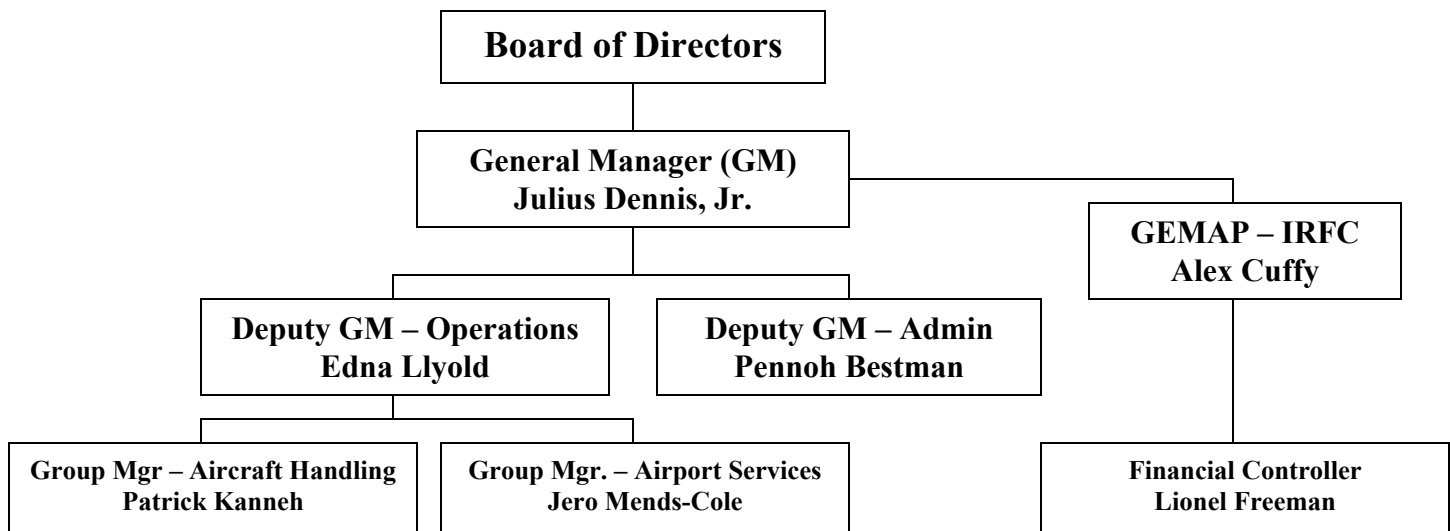 Board of Directors
General Manager (GM)
Julius Dennis, Jr.
GEMAP – IRFC
Alex Cuffy
Deputy GM – Operations
Edna Llyold
Deputy GM – Admin
Pennoh Bestman
Group Mgr – Aircraft Handling
Patrick Kanneh
Group Mgr. – Airport Services
Jero Mends-Cole
Financial Controller
Lionel Freeman